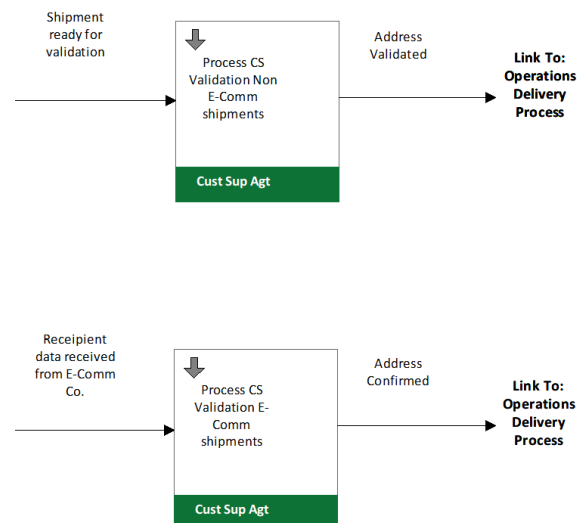 Shipment
ready for
validation
Process CS
Validation Non
E-Comm
shipments
Cust Sup Agt
Address
Validated
Link To:
Operations
Delivery
Process
Receipient
data received
from E-Comm
Co.
Process CS
Validation E-
Comm
shipments
Cust Sup Agt
Address
Confirmed
Link To:
Operations
Delivery
Process